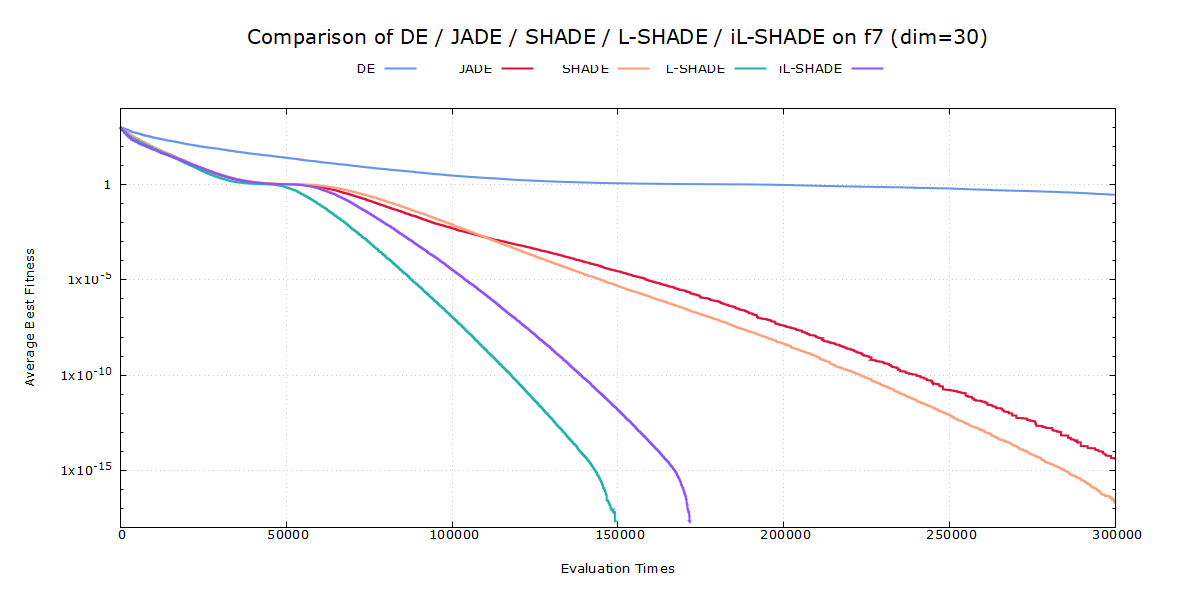 Comparison of DE / JADE / SHADE / L-SHADE / iL-SHADE on f7 (dim=30)
DE JADE SHADE L-SHADE iL-SHADE
1
1x10⁻⁵
1x10⁻¹⁰
1x10⁻¹⁵
Average Best Fitness
0 50000 100000 150000 200000 250000 300000
Evaluation Times